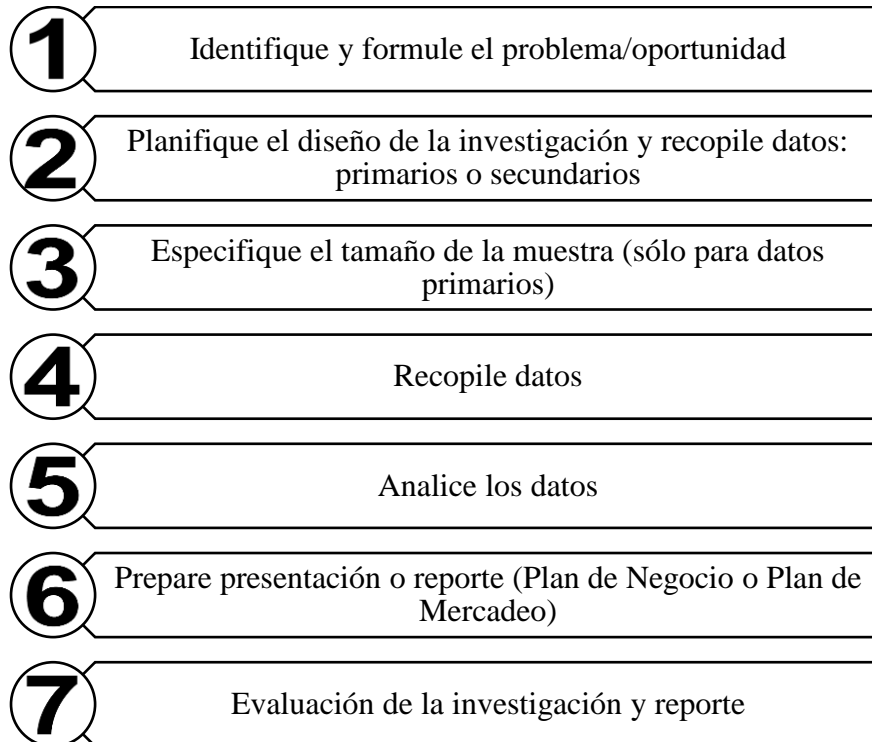 1
Identifique y formule el problema/oportunidad
2
Planifique el diseño de la investigación y recopile datos:
primarios o secundarios
3
Especifique el tamaño de la muestra (sólo para datos
primarios)
4
Recopile datos
5
Analice los datos
6
Prepare presentación o reporte (Plan de Negocio o Plan de
Mercadeo)
7
Evaluación de la investigación y reporte